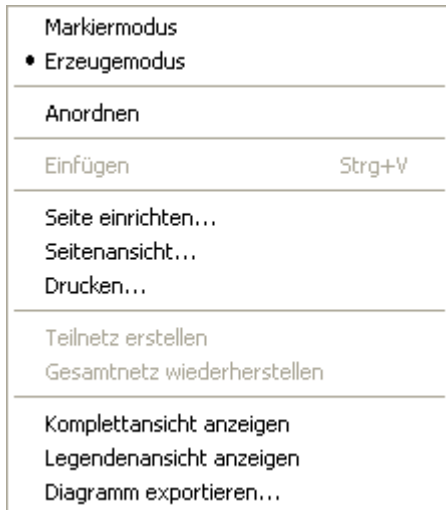 Markiermodus
• Erzeugemodus
Anordnen
Einfügen Strg+V
Seite einrichten...
Seitenansicht...
Drucken...
Teilnetz erstellen
Gesamtnetz wiederherstellen
Komplettansicht anzeigen
Legendenansicht anzeigen
Diagramm exportieren...